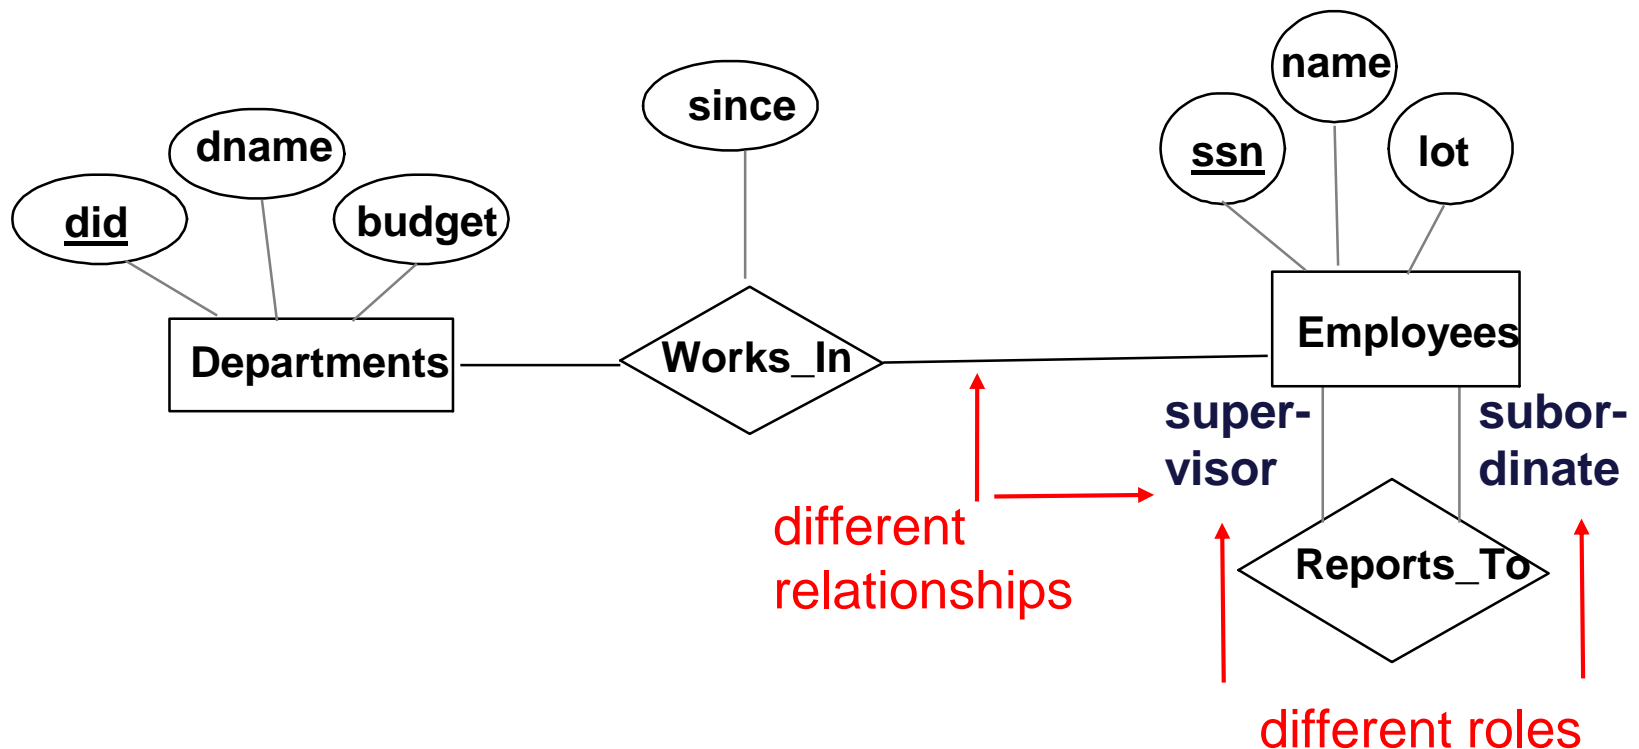 name
since
dname
ssn
lot
did
budget
Departments
Works_In
Employees
super-
visor
subor-
dinate
different
relationships
Reports_To
different roles